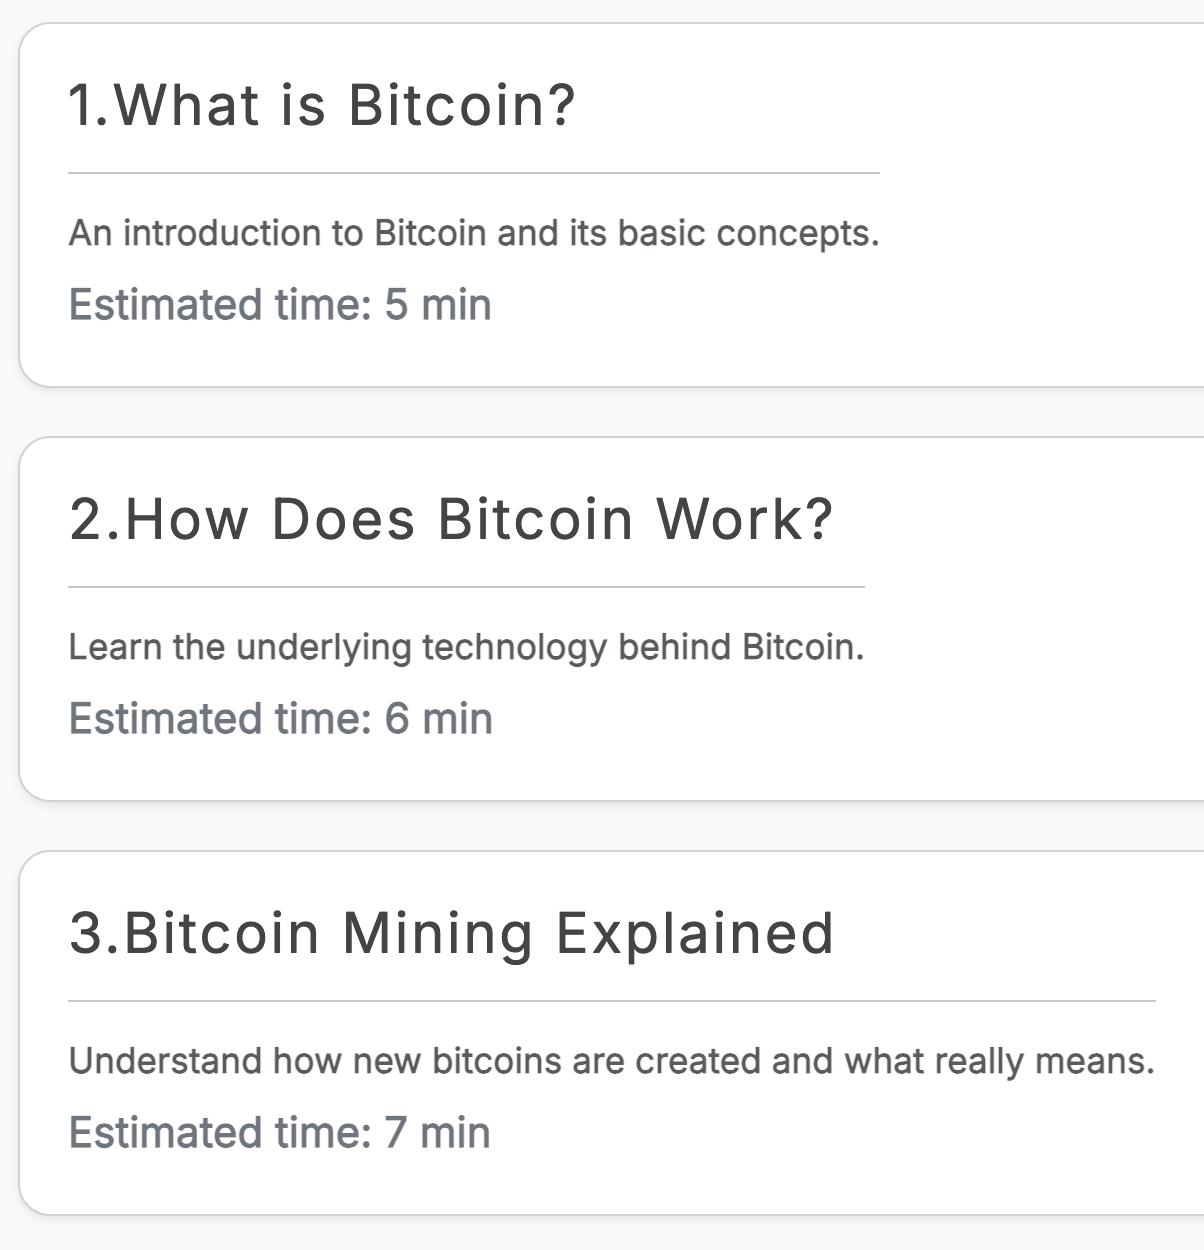 1.What is Bitcoin?
An introduction to Bitcoin and its basic concepts.
Estimated time: 5 min
2.How Does Bitcoin Work?
Learn the underlying technology behind Bitcoin.
Estimated time: 6 min
3.Bitcoin Mining Explained
Understand how new bitcoins are created and what really means.
Estimated time: 7 min